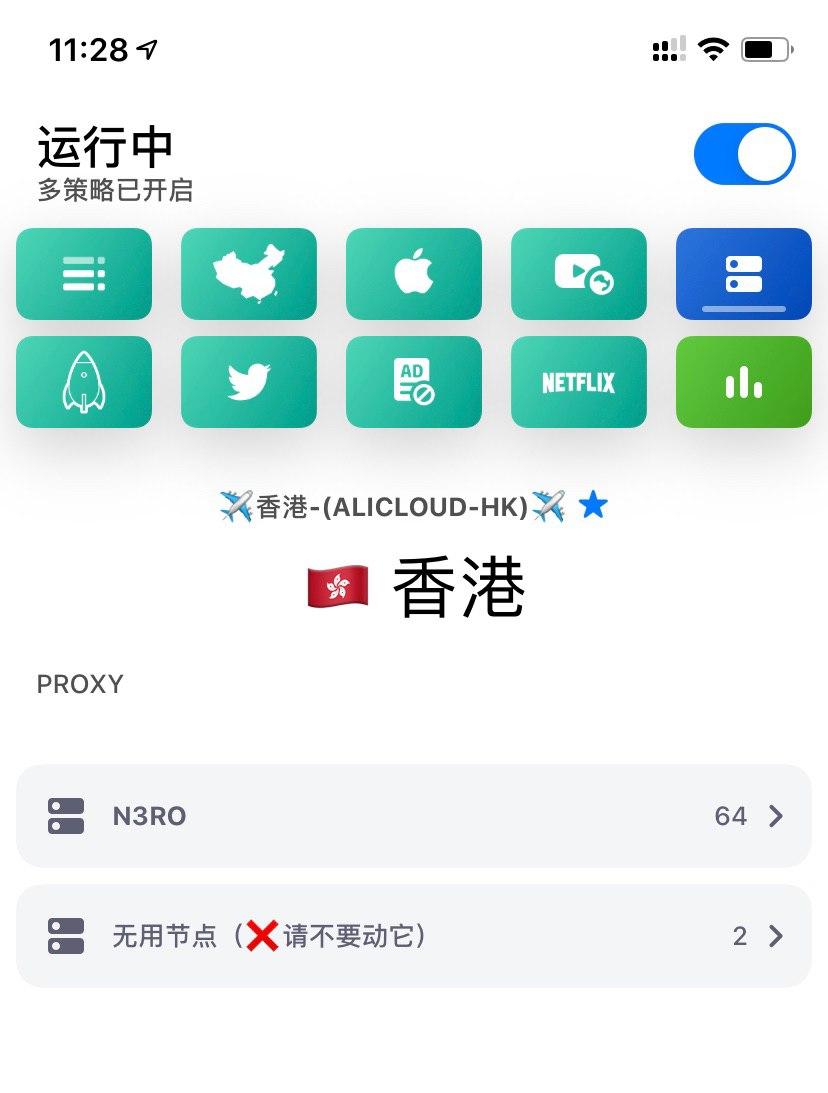 11:28
运行中
多策略已开启
AD
NETFLIX
✈️香港-(ALICLOUD-HK)✈️
🇭🇰 香港
PROXY
N3RO 64
无用节点（❌请不要动它） 2